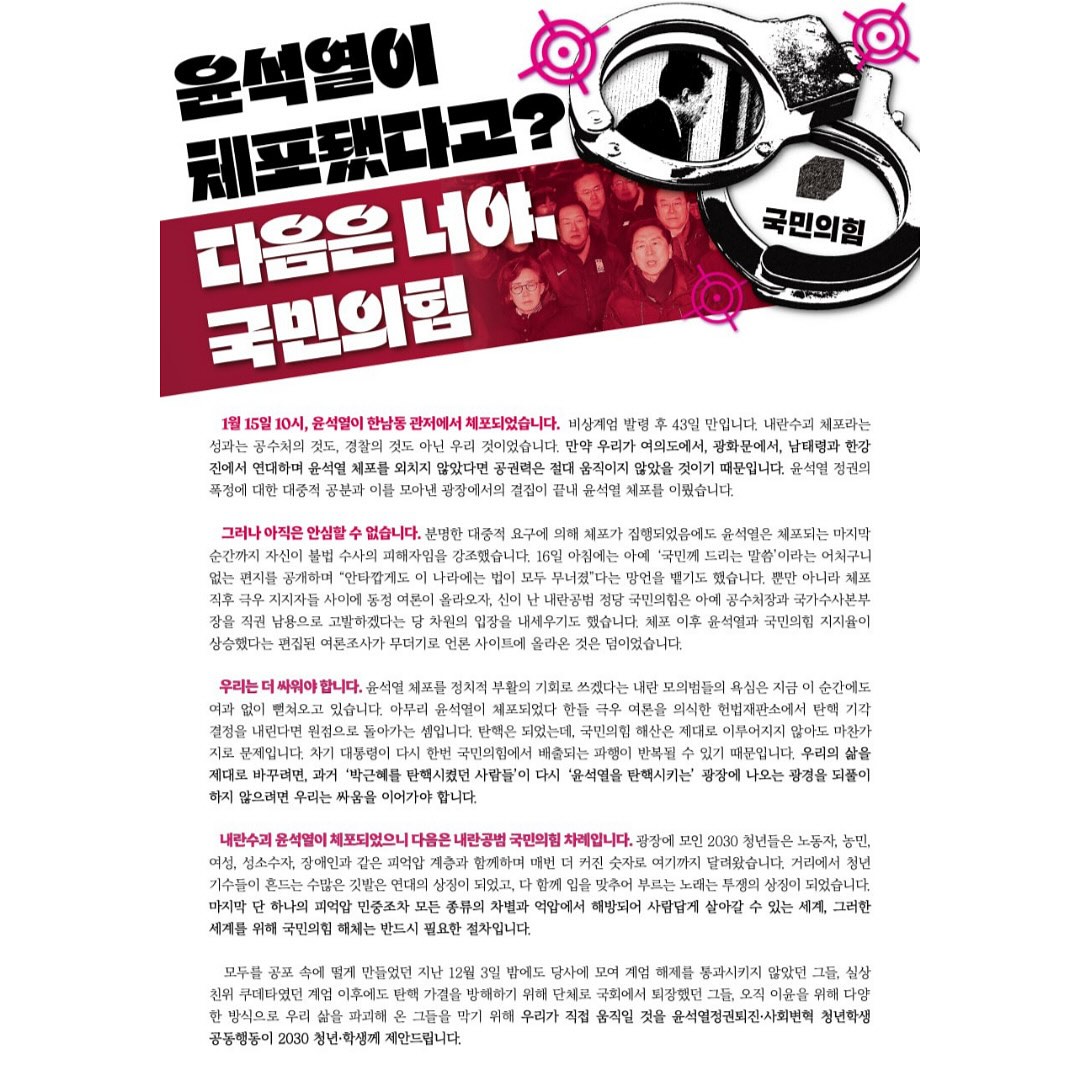 윤석열이
체포됐다고?
다음은 너야.
국민의힘
국민의힘
1월 15일 10시, 윤석열이 한남동 관저에서 체포되었습니다. 비상계엄 발령 후 43일 만입니다. 내란수괴 체포라는
성과는 공수처의 것도, 경찰의 것도 아닌 우리 것이었습니다. 만약 우리가 여의도에서, 광화문에서, 남태령과 한강
진에서 연대하며 윤석열 체포를 외치지 않았다면 공권력은 절대 움직이지 않았을 것이기 때문입니다. 윤석열 정권의
폭정에 대한 대중적 공분과 이를 모아낸 광장에서의 결집이 끝내 윤석열 체포를 이뤘습니다.
그러나 아직은 안심할 수 없습니다. 분명한 대중적 요구에 의해 체포가 집행되었음에도 윤석열은 체포되는 마지막
순간까지 자신이 불법 수사의 피해자임을 강조했습니다. 16일 아침에는 아예 ‘국민께 드리는 말씀’이라는 어처구니
없는 편지를 공개하며 “안타깝게도 이 나라에는 법이 모두 무너졌”다는 망언을 뱉기도 했습니다. 뿐만 아니라 체포
직후 극우 지지자들 사이에 동정 여론이 올라오자, 신이 난 내란공범 정당 국민의힘은 아예 공수처장과 국가수사본부
장을 직권 남용으로 고발하겠다는 당 차원의 입장을 내세우기도 했습니다. 체포 이후 윤석열과 국민의힘 지지율이
상승했다는 편집된 여론조사가 무더기로 언론 사이트에 올라온 것은 덤이었습니다.
우리는 더 싸워야 합니다. 윤석열 체포를 정치적 부활의 기회로 쓰겠다는 내란 모의범들의 욕심은 지금 이 순간에도
여과 없이 뻗쳐오고 있습니다. 아무리 윤석열이 체포되었다 한들 극우 여론을 의식한 헌법재판소에서 탄핵 기각
결정을 내린다면 원점으로 돌아가는 셈입니다. 탄핵은 되었는데, 국민의힘 해산은 제대로 이루어지지 않아도 마찬가
지로 문제입니다. 차기 대통령이 다시 한번 국민의힘에서 배출되는 파행이 반복될 수 있기 때문입니다. 우리의 삶을
제대로 바꾸려면, 과거 ‘박근혜를 탄핵시켰던 사람들’이 다시 ‘윤석열을 탄핵시키는’ 광장에 나오는 광경을 되풀이
하지 않으려면 우리는 싸움을 이어가야 합니다.
내란수괴 윤석열이 체포되었으니 다음은 내란공범 국민의힘 차례입니다. 광장에 모인 2030 청년들은 노동자, 농민,
여성, 성소수자, 장애인과 같은 피억압 계층과 함께하며 매번 더 커진 숫자로 여기까지 달려왔습니다. 거리에서 청년
기수들이 흔드는 수많은 깃발은 연대의 상징이 되었고, 다 함께 입을 맞추어 부르는 노래는 투쟁의 상징이 되었습니다.
마지막 단 하나의 피억압 민중조차 모든 종류의 차별과 억압에서 해방되어 사람답게 살아갈 수 있는 세계, 그러한
세계를 위해 국민의힘 해체는 반드시 필요한 절차입니다.
모두를 공포 속에 떨게 만들었던 지난 12월 3일 밤에도 당사에 모여 계엄 해제를 통과시키지 않았던 그들, 실상
친위 쿠데타였던 계엄 이후에도 탄핵 가결을 방해하기 위해 단체로 국회에서 퇴장했던 그들, 오직 이윤을 위해 다양
한 방식으로 우리 삶을 파괴해 온 그들을 막기 위해 우리가 직접 움직일 것을 윤석열정권퇴진·사회변혁 청년학생
공동행동이 2030 청년·학생께 제안드립니다.